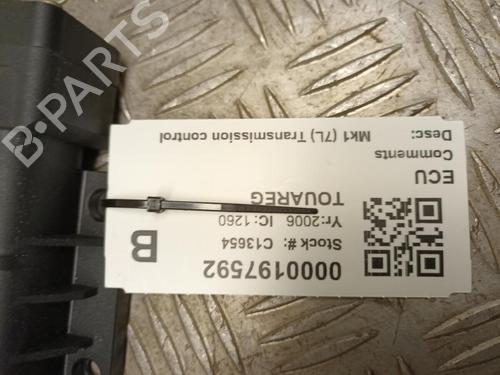 0000197592
B
Stock #: C13654
Yr:2006 IC:1260
TOUAREG
ECU
Comments
Desc: Mk1 (7L) Transmission control
B-PARTS